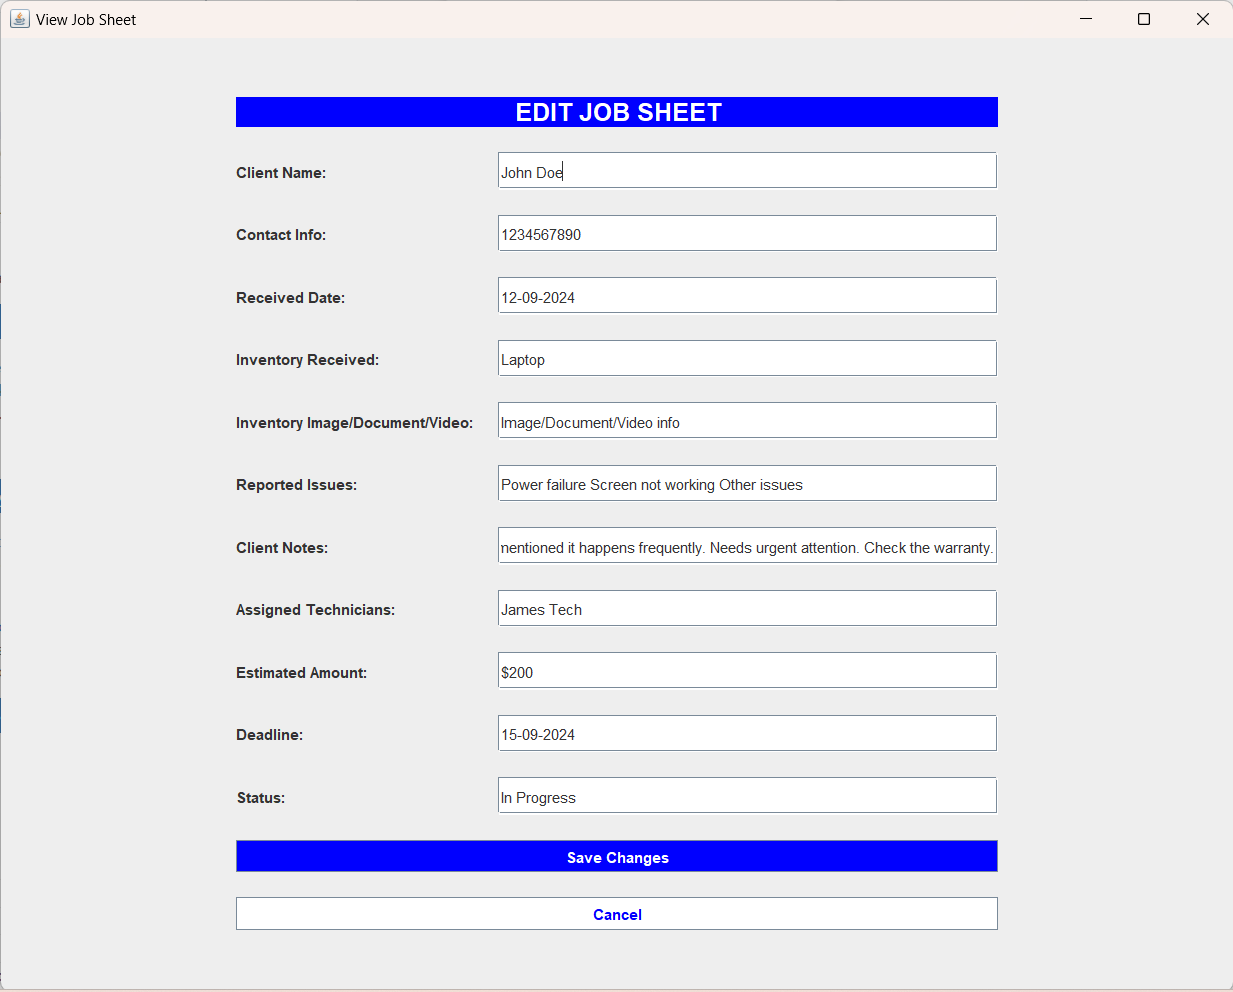 View Job Sheet
EDIT JOB SHEET
Client Name: John Doe
Contact Info: 1234567890
Received Date: 12-09-2024
Inventory Received: Laptop
Inventory Image/Document/Video: Image/Document/Video info
Reported Issues: Power failure Screen not working Other issues
Client Notes: mentioned it happens frequently. Needs urgent attention. Check the warranty.
Assigned Technicians: James Tech
Estimated Amount: $200
Deadline: 15-09-2024
Status: In Progress
Save Changes
Cancel